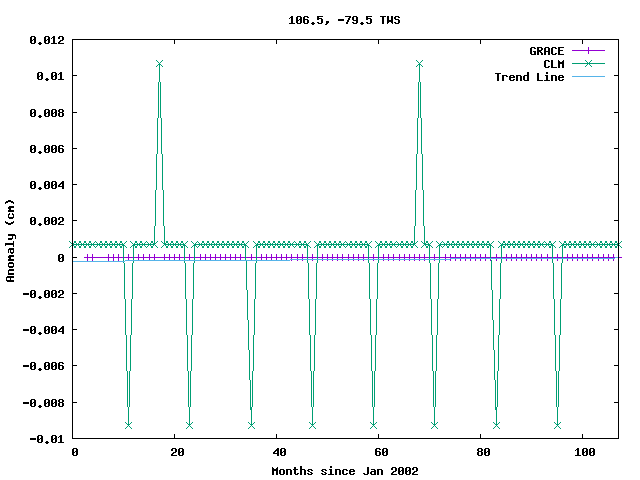 106.5, -79.5 TWS
GRACE
CLM
Trend Line
0.012
0.01
0.008
0.006
0.004
0.002
0
-0.002
-0.004
-0.006
-0.008
-0.01
Anomaly (cm)
0 20 40 60 80 100
Months since Jan 2002